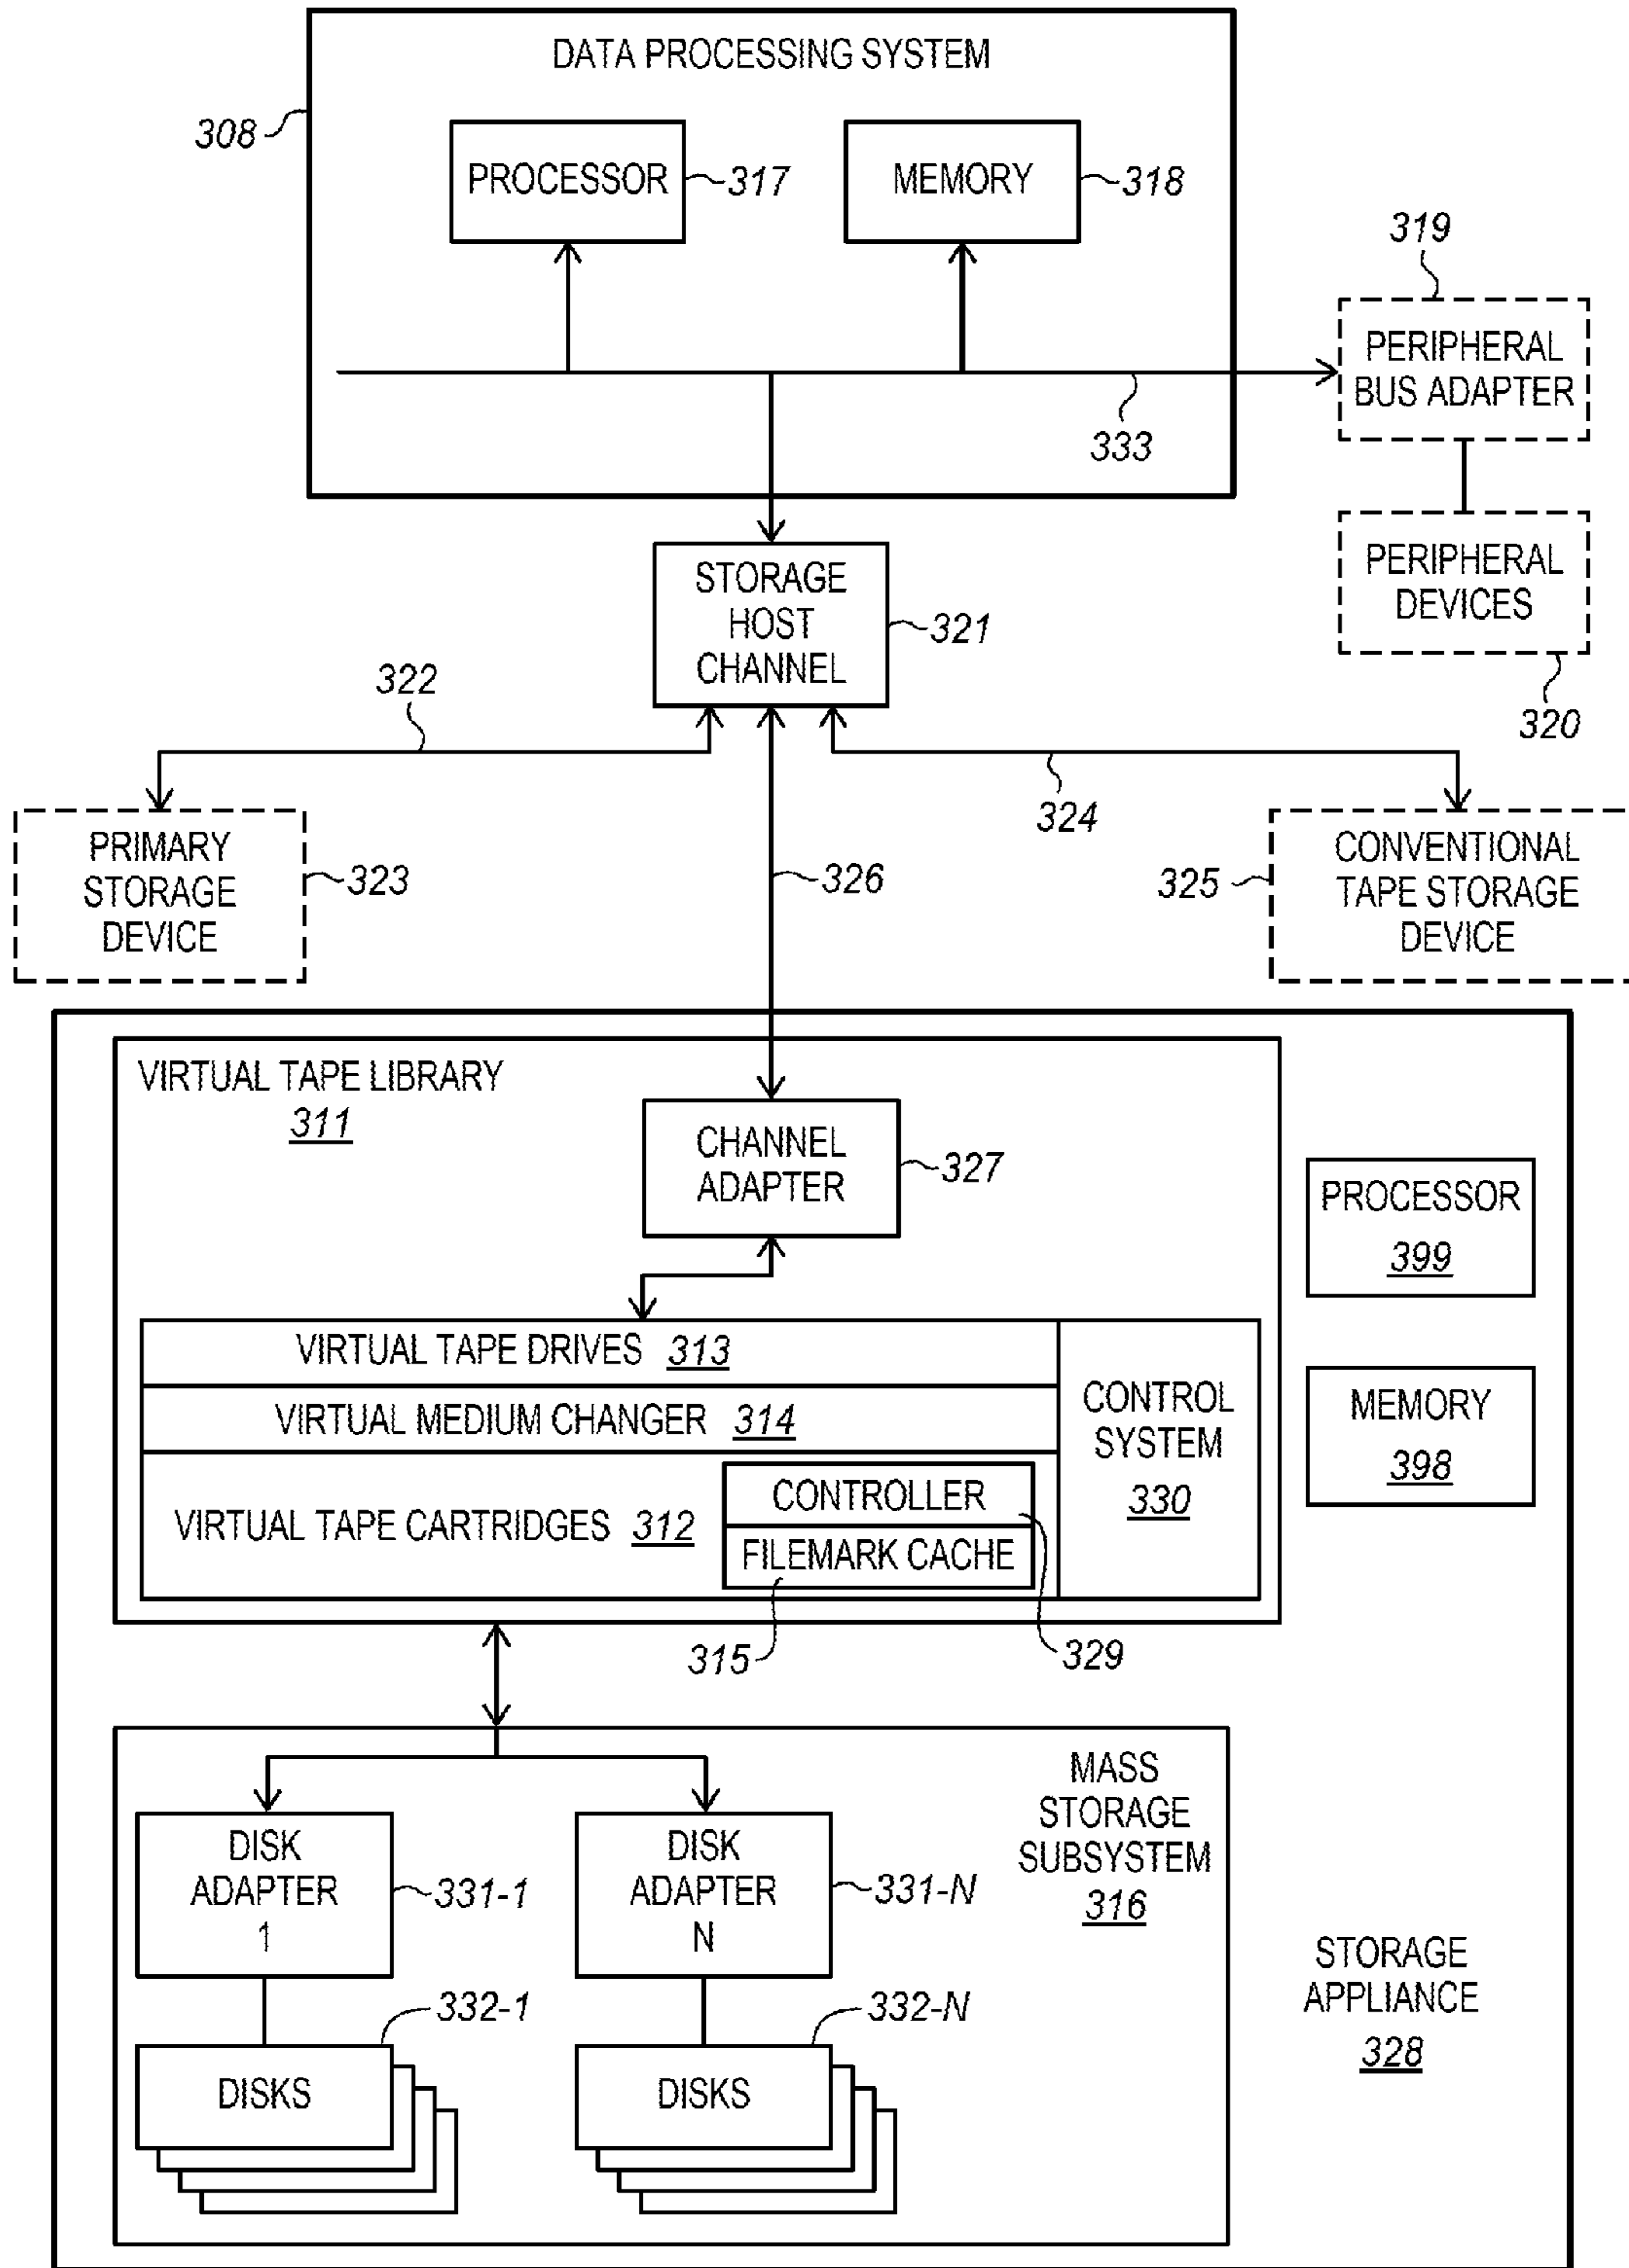 DATA PROCESSING SYSTEM
308
PROCESSOR
317
MEMORY
318
319
PERIPHERAL
BUS ADAPTER
333
PERIPHERAL
DEVICES
320
STORAGE
HOST
CHANNEL
321
322
324
PRIMARY
STORAGE
DEVICE
323
326
325
CONVENTIONAL
TAPE STORAGE
DEVICE
VIRTUAL TAPE LIBRARY
311
CHANNEL
ADAPTER
327
PROCESSOR
399
VIRTUAL TAPE DRIVES 313
VIRTUAL MEDIUM CHANGER 314
CONTROL
SYSTEM
330
MEMORY
398
VIRTUAL TAPE CARTRIDGES 312
CONTROLLER
FILEMARK CACHE
315
329
MASS
STORAGE
SUBSYSTEM
316
DISK
ADAPTER
1
331-1
DISK
ADAPTER
N
331-N
332-1
DISKS
332-N
DISKS
STORAGE
APPLIANCE
328